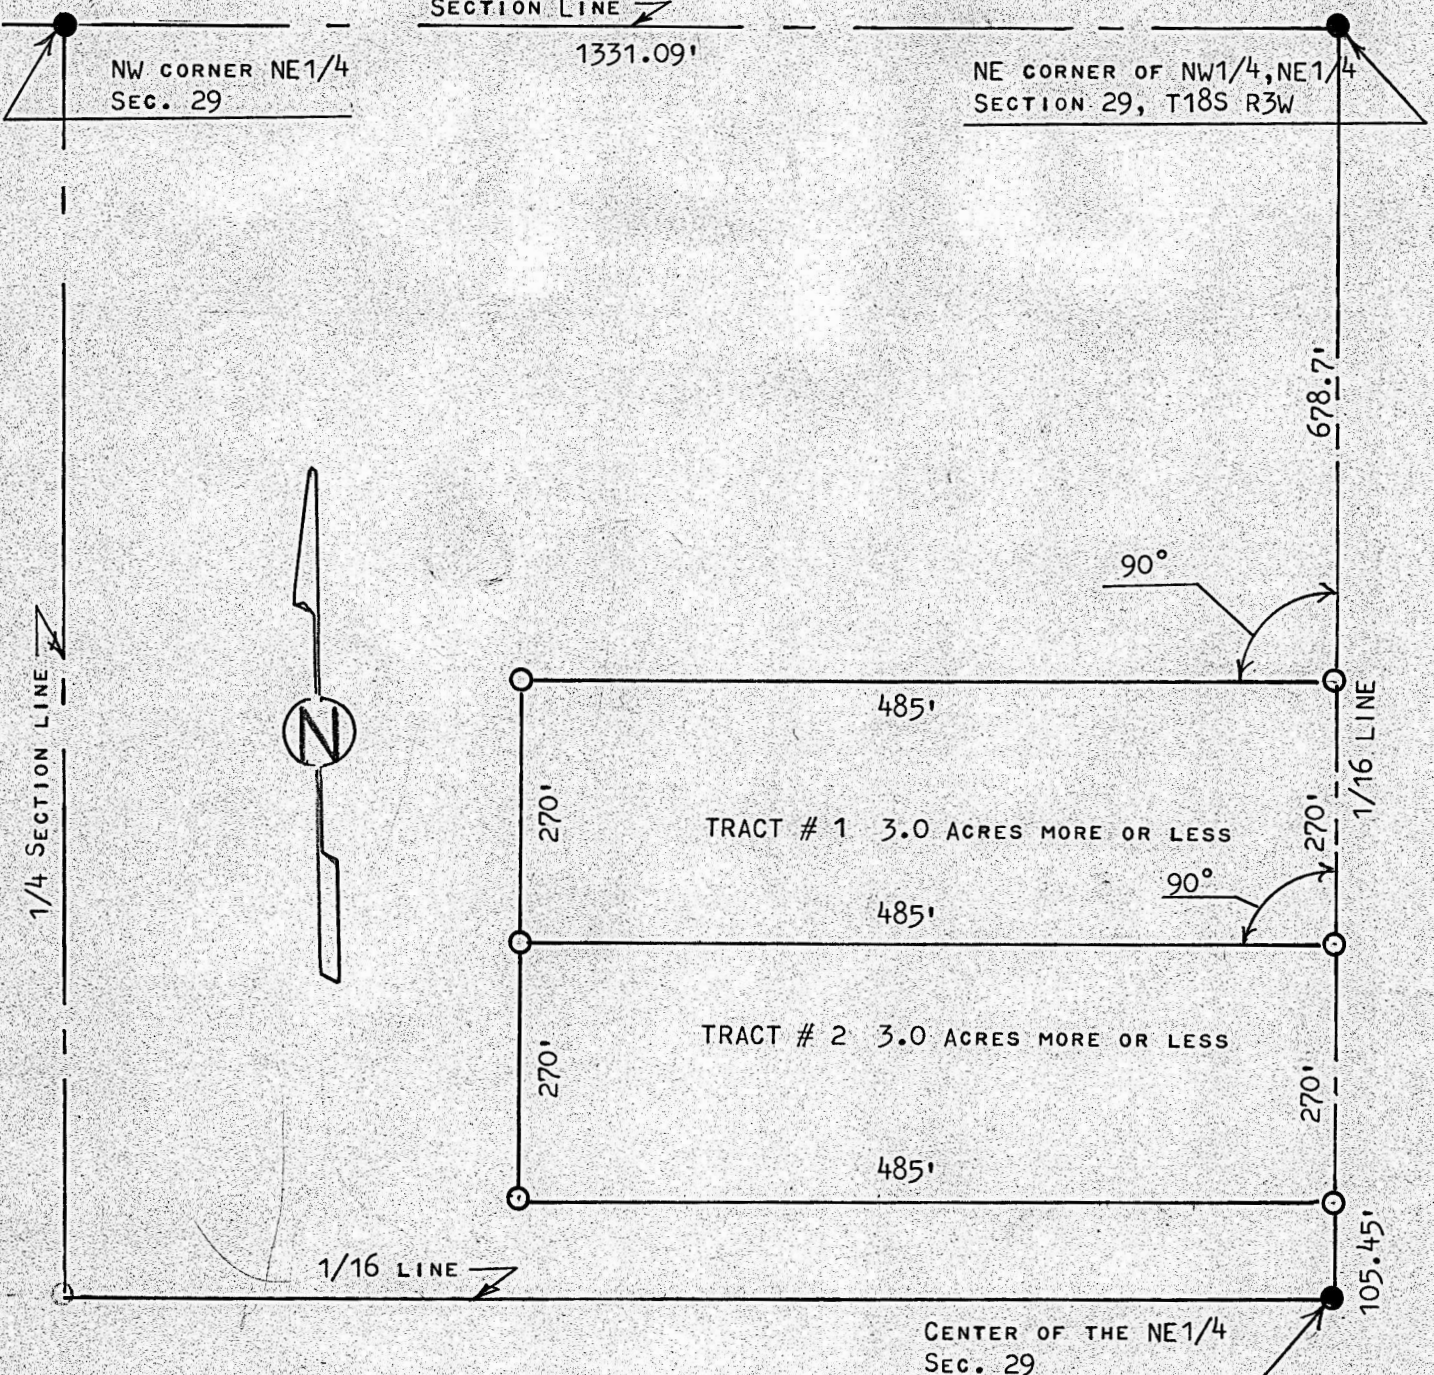 SECTION LINE
1331.09'
NW CORNER NE1/4
SEC. 29
NE CORNER OF NW1/4,NE1/4
SECTION 29, T18S R3W
678.7'
90°
485'
1/16 LINE
270'
270'
TRACT # 1 3.0 ACRES MORE OR LESS
90°
485'
1/4 SECTION LINE
N
TRACT # 2 3.0 ACRES MORE OR LESS
270'
270'
485'
105.45'
1/16 LINE
CENTER OF THE NE1/4
SEC. 29